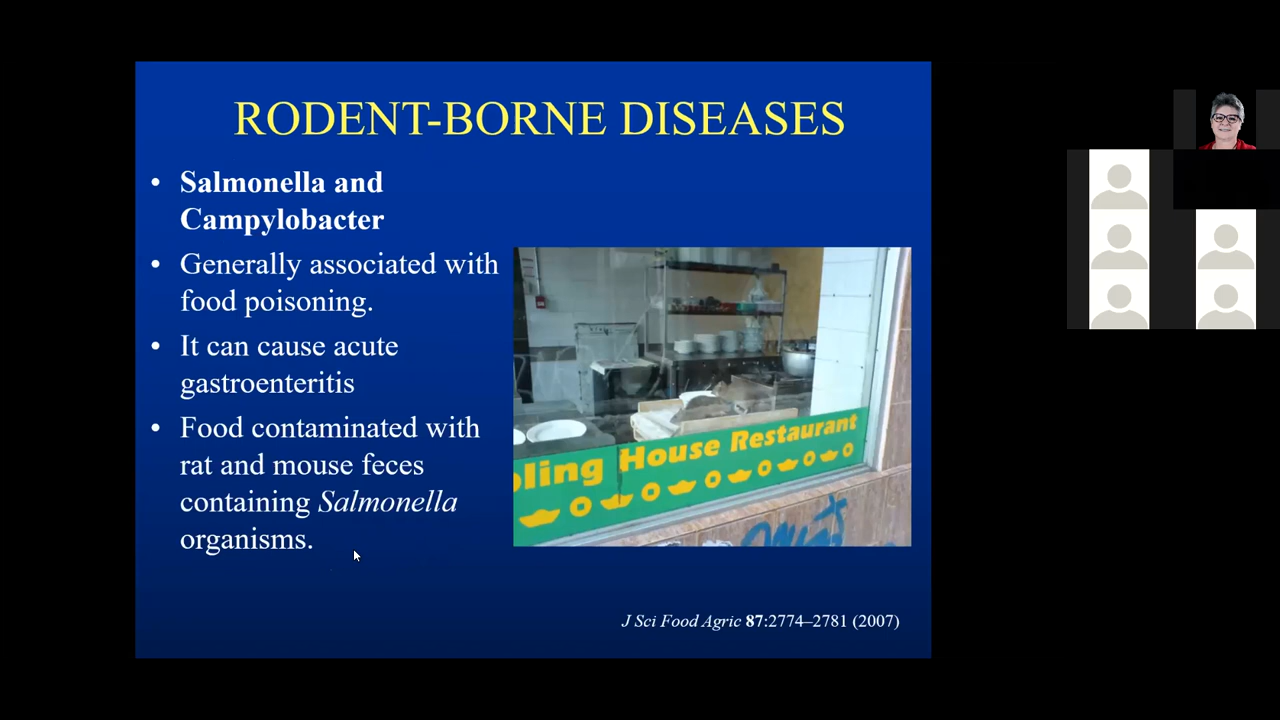 RODENT-BORNE DISEASES
• Salmonella and
Campylobacter
• Generally associated with
food poisoning.
• It can cause acute
gastroenteritis
• Food contaminated with
rat and mouse feces
containing Salmonella
organisms.
pling House Restaurant
J Sci Food Agric 87:2774–2781 (2007)